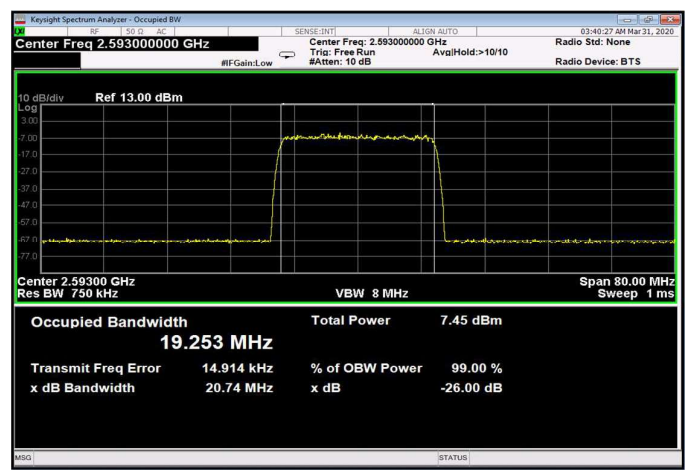 Keysight Spectrum Analyzer - Occupied BW
LXI RF 50 Ω AC SENSE:INT ALIGN AUTO 03:40:27 AM Mar 31, 2020
Center Freq 2.593000000 GHz Center Freq: 2.593000000 GHz Radio Std: None
Trig: Free Run Avg|Hold:>10/10
#IFGain:Low #Atten: 10 dB Radio Device: BTS
10 dB/div Ref 13.00 dBm
Log
3.00
-7.00
-17.0
-27.0
-37.0
-47.0
-57.0
-67.0
-77.0
Center 2.59300 GHz Span 80.00 MHz
Res BW 750 kHz VBW 8 MHz Sweep 1 ms
Occupied Bandwidth Total Power 7.45 dBm
19.253 MHz
Transmit Freq Error 14.914 kHz % of OBW Power 99.00 %
x dB Bandwidth 20.74 MHz x dB -26.00 dB
MSG STATUS